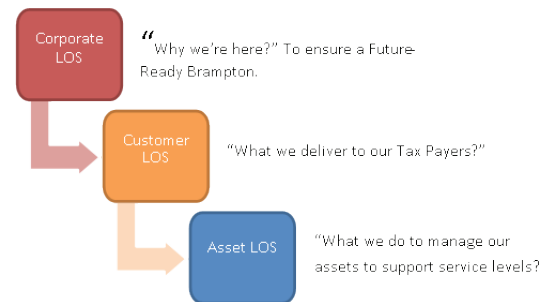 Corporate
LOS
“Why we’re here?” To ensure a Future-
Ready Brampton.
Customer
LOS
“What we deliver to our Tax Payers?”
Asset LOS
“What we do to manage our
assets to support service levels?